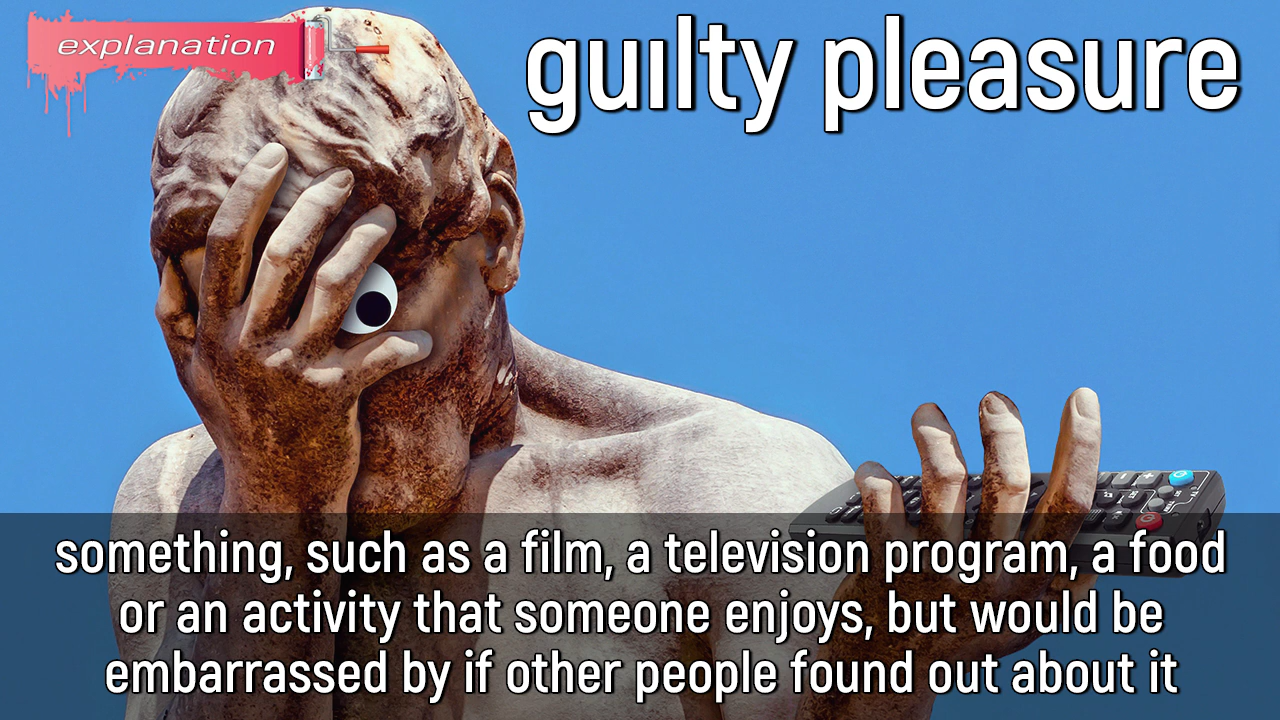 explanation
guilty pleasure
something, such as a film, a television program, a food
or an activity that someone enjoys, but would be
embarrassed by if other people found out about it